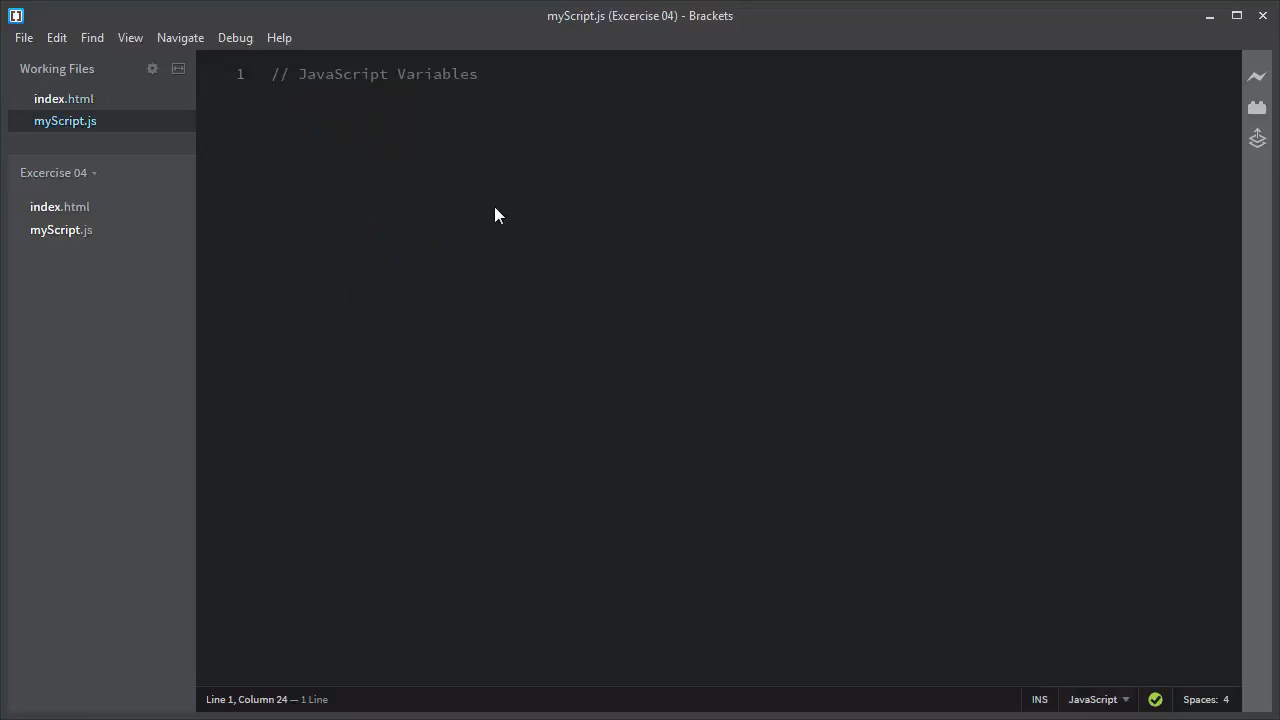 myScript.js (Excercise 04) - Brackets
File Edit Find View Navigate Debug Help
Working Files
index.html
myScript.js
Excercise 04
index.html
myScript.js
1 // JavaScript Variables
Line 1, Column 24 — 1 Line
INS JavaScript Spaces: 4